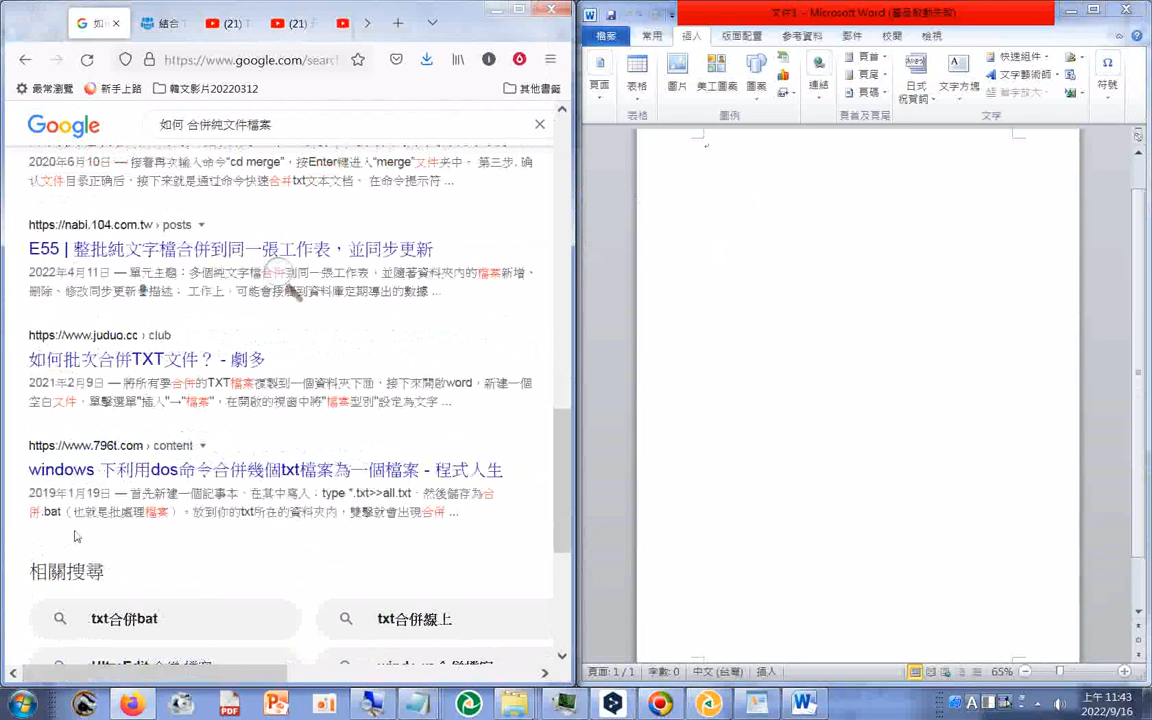 如何
結合
(21)
(21)
文件1 - Microsoft Word (產品啟動失敗)
https://www.google.com/search
最常瀏覽
新手上路
韓文影片20220312
其他書籤
檔案
常用
插入
版面配置
參考資料
郵件
校閱
檢視
頁面
表格
圖片
美工圖案
圖案
連結
頁首
頁尾
頁碼
日式
祝賀詞
文字方塊
快速組件
文字藝術師
首字放大
符號
表格
圖例
頁首及頁尾
文字
Google
如何 合併純文件檔案
2020年6月10日 — 接著再次輸入命令“cd merge”，按Enter鍵進入“merge”文件夾中。 第三步, 確
认文件目录正确后，接下来就是通过命令快速合并txt文本文档。 在命令提示符 ...
https://nabi.104.com.tw › posts
E55 | 整批純文字檔合併到同一張工作表，並同步更新
2022年4月11日 — 單元主題：多個純文字檔合併到同一張工作表，並隨著資料夾內的檔案新增、
刪除、修改同步更新量描述： 工作上，可能會接觸到資料庫定期導出的數據 ...
https://www.juduo.cc › club
如何批次合併TXT文件？ - 劇多
2021年2月9日 — 將所有要合併的TXT檔案複製到一個資料夾下面，接下來開啟word，新建一個
空白文件，單擊選單"插入"→"檔案"，在開啟的視窗中將"檔案型別"設定為文字 ...
https://www.796t.com › content
windows 下利用dos命令合併幾個txt檔案為一個檔案 - 程式人生
2019年1月19日 — 首先新建一個記事本，在其中寫入：type *.txt>>all.txt，然後儲存為合
併.bat（也就是批處理檔案）。放到你的txt所在的資料夾內，雙擊就會出現合併 ...
相關搜尋
txt合併bat
txt合併線上
頁面: 1 / 1
字數: 0
中文 (台灣)
插入
65%
上午 11:43
2022/9/16